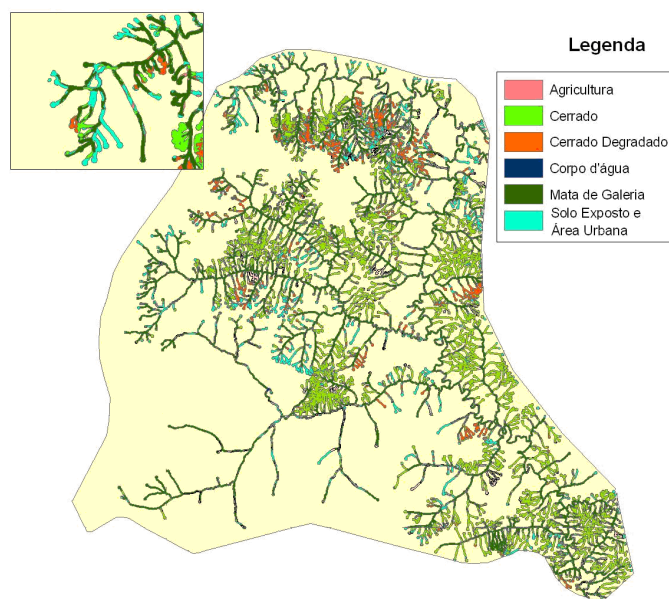 Legenda
Agricultura
Cerrado
Cerrado Degradado
Corpo d'água
Mata de Galeria
Solo Exposto e
Área Urbana